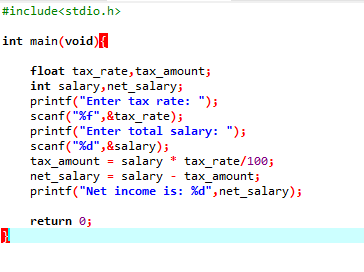 #include<stdio.h>
int main(void){
float tax_rate,tax_amount;
int salary,net_salary;
printf("Enter tax rate: ");
scanf("%f",&tax_rate);
printf("Enter total salary: ");
scanf("%d",&salary);
tax_amount = salary * tax_rate/100;
net_salary = salary - tax_amount;
printf("Net income is: %d",net_salary);
return 0;
}